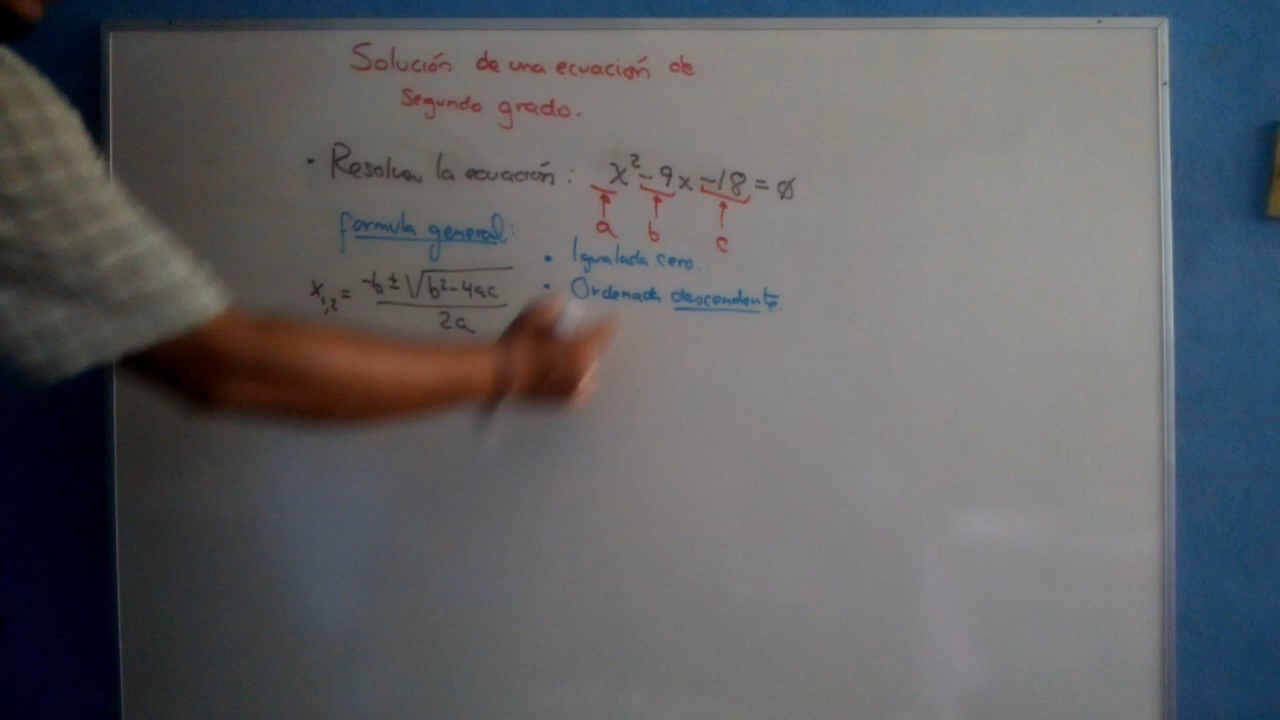 Solución de una ecuación de
Segundo grado.
• Resolver la ecuación: x² - 9x - 18 = 0
a b c
formula general:
• Igualada cero.
• Ordenada descendente.
x₁,₂ = -b ± √b² - 4ac
2a